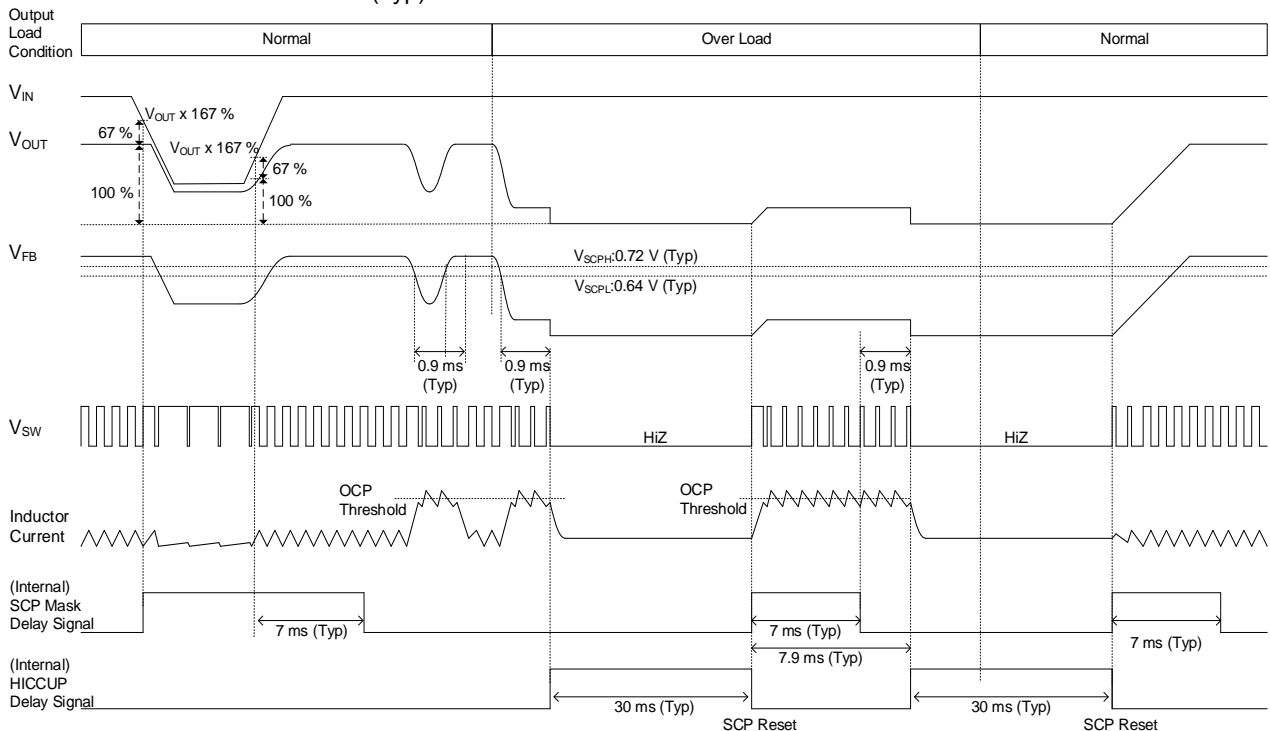 (Typ)
Output
Load
Condition
Normal
Over Load
Normal
VIN
VOUT x 167 %
67 %
VOUT
VOUT x 167 %
67 %
100 %
100 %
VFB
VSCPH:0.72 V (Typ)
VSCPL:0.64 V (Typ)
0.9 ms
(Typ)
0.9 ms
(Typ)
0.9 ms
(Typ)
VSW
HiZ
HiZ
OCP
Threshold
OCP
Threshold
Inductor
Current
(Internal)
SCP Mask
Delay Signal
7 ms (Typ)
7 ms (Typ)
7 ms (Typ)
7.9 ms (Typ)
(Internal)
HICCUP
Delay Signal
30 ms (Typ)
30 ms (Typ)
SCP Reset
SCP Reset